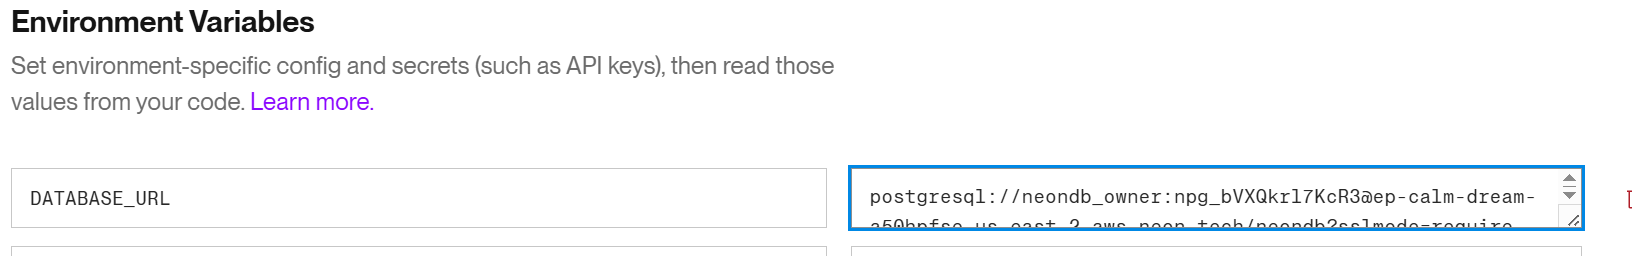 Environment Variables
Set environment-specific config and secrets (such as API keys), then read those
values from your code. Learn more.
DATABASE_URL
postgresql://neondb_owner:npg_bVXQkrl7KcR3@ep-calm-dream-